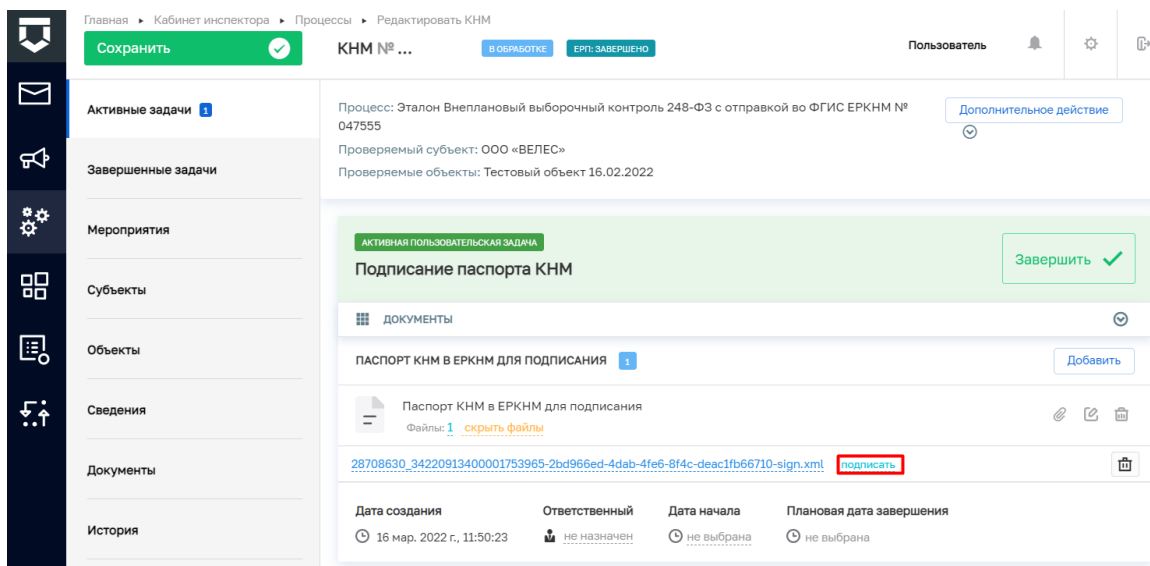 Главная ▸ Кабинет инспектора ▸ Процессы ▸ Редактировать КНМ
Сохранить
КНМ № ...
В ОБРАБОТКЕ
ЕРП: ЗАВЕРШЕНО
Пользователь
Активные задачи 1
Завершенные задачи
Мероприятия
Субъекты
Объекты
Сведения
Документы
История
Процесс: Эталон Внеплановый выборочный контроль 248-ФЗ с отправкой во ФГИС ЕРКНМ №
047555
Проверяемый субъект: ООО «ВЕЛЕС»
Проверяемые объекты: Тестовый объект 16.02.2022
Дополнительное действие
АКТИВНАЯ ПОЛЬЗОВАТЕЛЬСКАЯ ЗАДАЧА
Подписание паспорта КНМ
Завершить
ДОКУМЕНТЫ
ПАСПОРТ КНМ В ЕРКНМ ДЛЯ ПОДПИСАНИЯ 1
Добавить
Паспорт КНМ в ЕРКНМ для подписания
Файлы: 1 скрыть файлы
28708630_34220913400001753965-2bd966ed-4dab-4fe6-8f4c-deac1fb66710-sign.xml подписать
Дата создания Ответственный Дата начала Плановая дата завершения
16 мар. 2022 г., 11:50:23 не назначен не выбрана не выбрана